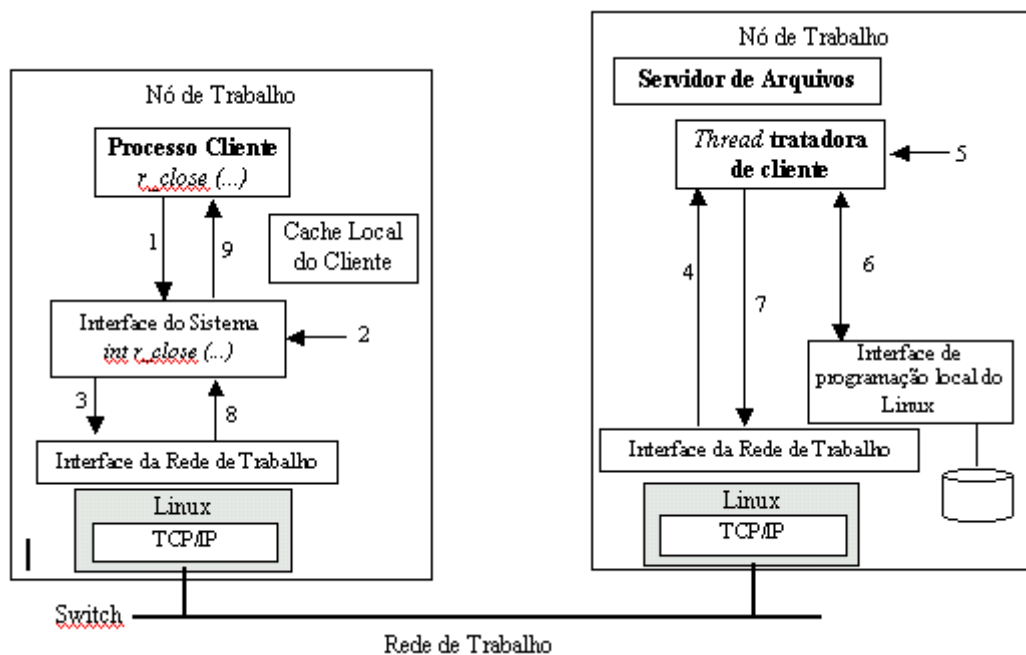 Nó de Trabalho
Processo Cliente
r_close (...)
1
9
Cache Local
do Cliente
Interface do Sistema
int r_close (...)
2
3
8
Interface da Rede de Trabalho
Linux
TCP/IP
Nó de Trabalho
Servidor de Arquivos
Thread tratadora
de cliente
5
4
7
6
Interface de
programação local do
Linux
Interface da Rede de Trabalho
Linux
TCP/IP
Switch
Rede de Trabalho